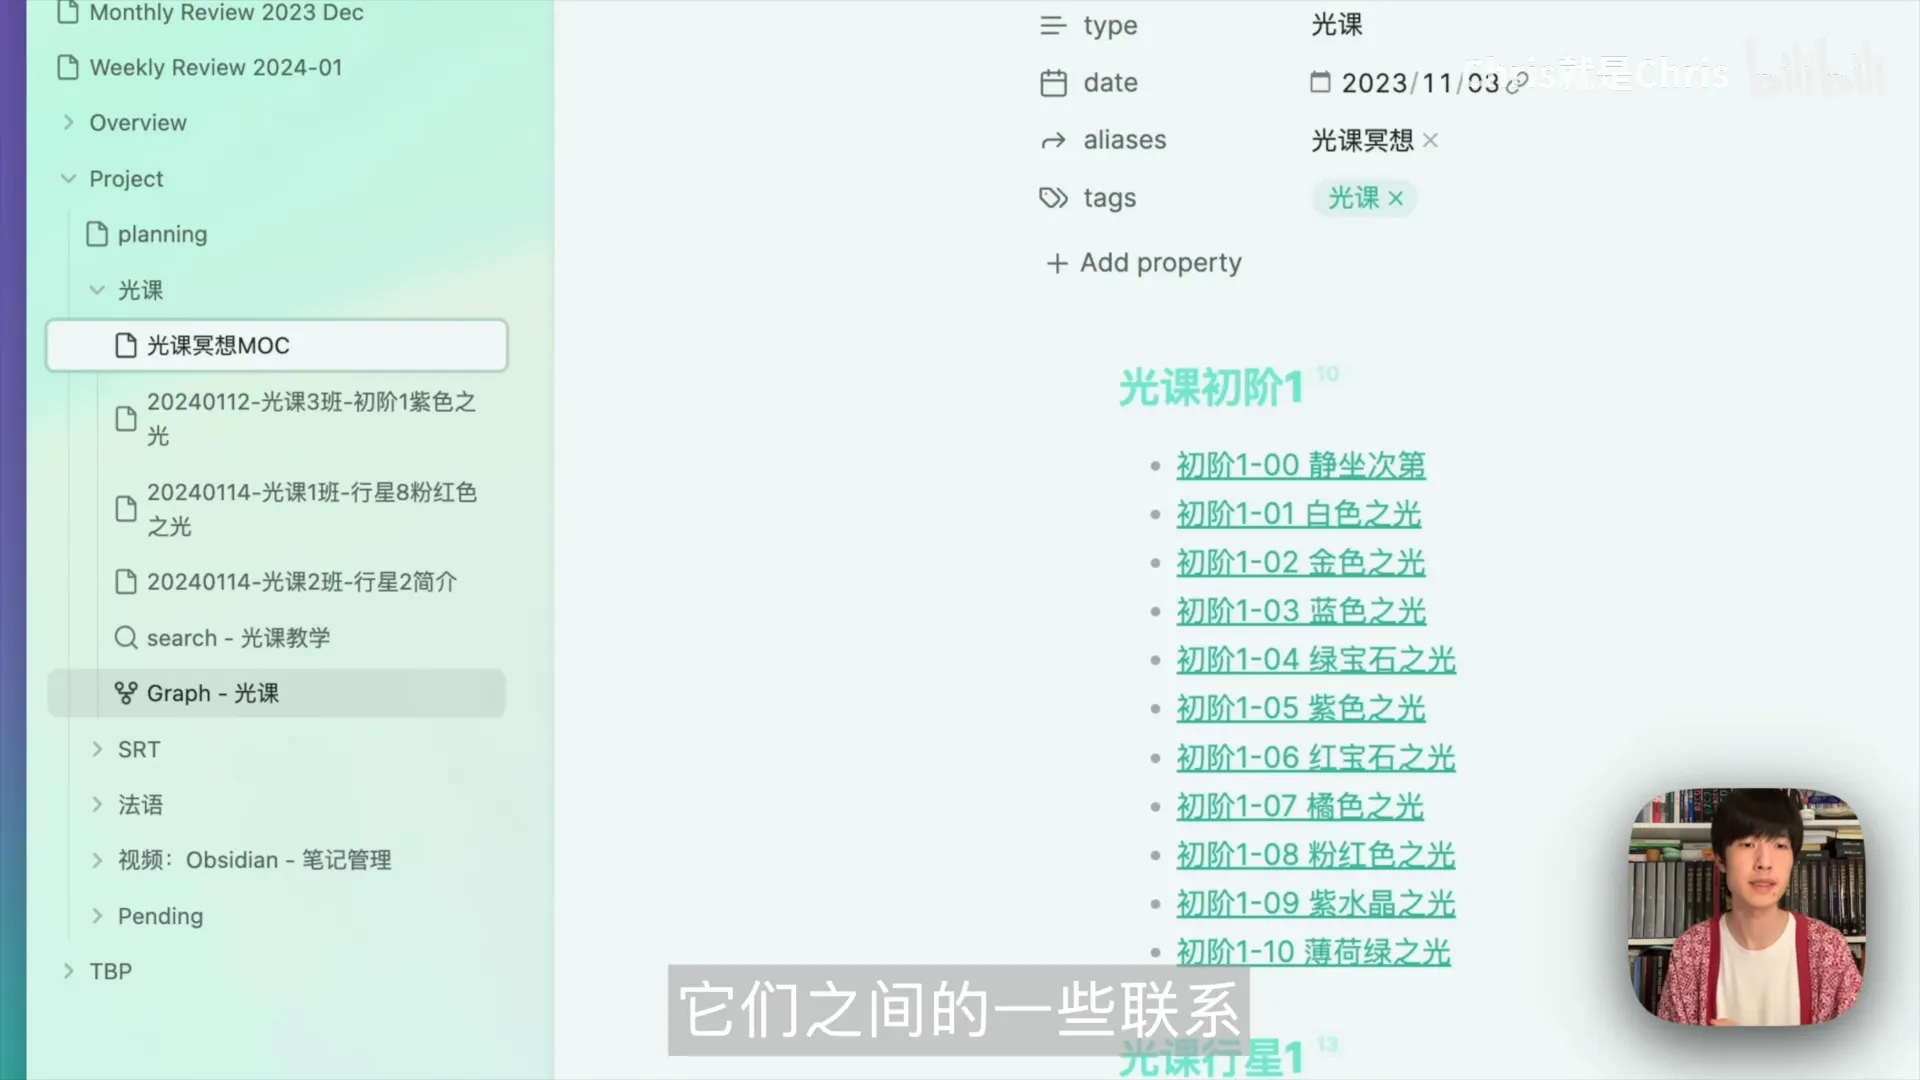 Monthly Review 2023 Dec
Weekly Review 2024-01
Overview
Project
planning
光课
光课冥想MOC
20240112-光课3班-初阶1紫色之
光
20240114-光课1班-行星8粉红色
之光
20240114-光课2班-行星2简介
search - 光课教学
Graph - 光课
SRT
法语
视频：Obsidian - 笔记管理
Pending
TBP
type 光课
date 2023/11/03
aliases 光课冥想
tags 光课
Add property
Chris就是Chris bilibili
光课初阶1 10
初阶1-00 静坐次第
初阶1-01 白色之光
初阶1-02 金色之光
初阶1-03 蓝色之光
初阶1-04 绿宝石之光
初阶1-05 紫色之光
初阶1-06 红宝石之光
初阶1-07 橘色之光
初阶1-08 粉红色之光
初阶1-09 紫水晶之光
初阶1-10 薄荷绿之光
它们之间的一些联系
光课行星1 13